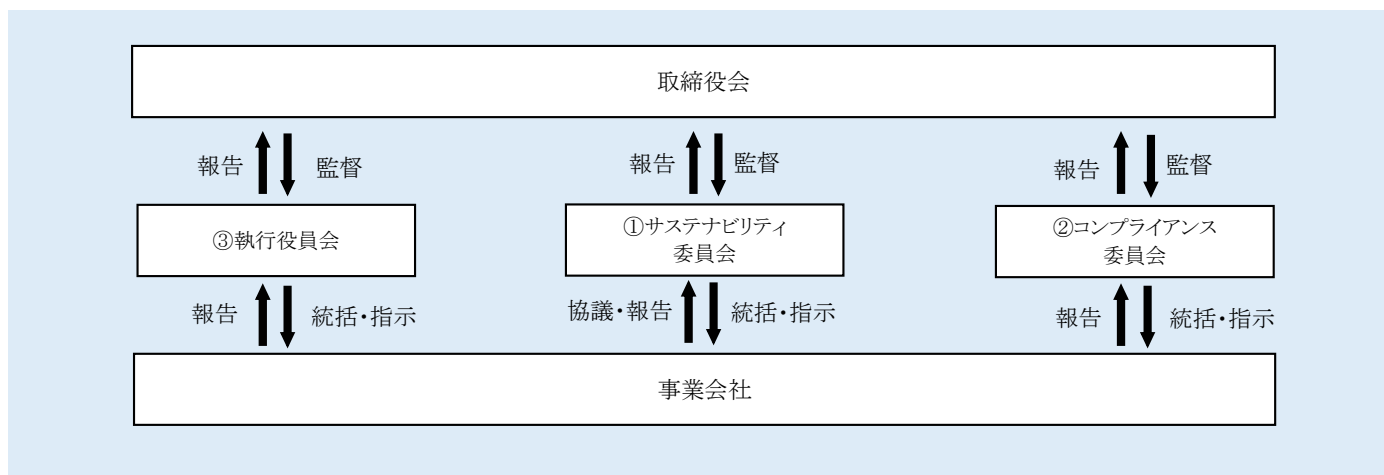 取締役会
報告 監督 報告 監督 報告 監督
③執行役員会
①サステナビリティ
委員会
②コンプライアンス
委員会
報告 統括・指示 協議・報告 統括・指示 報告 統括・指示
事業会社